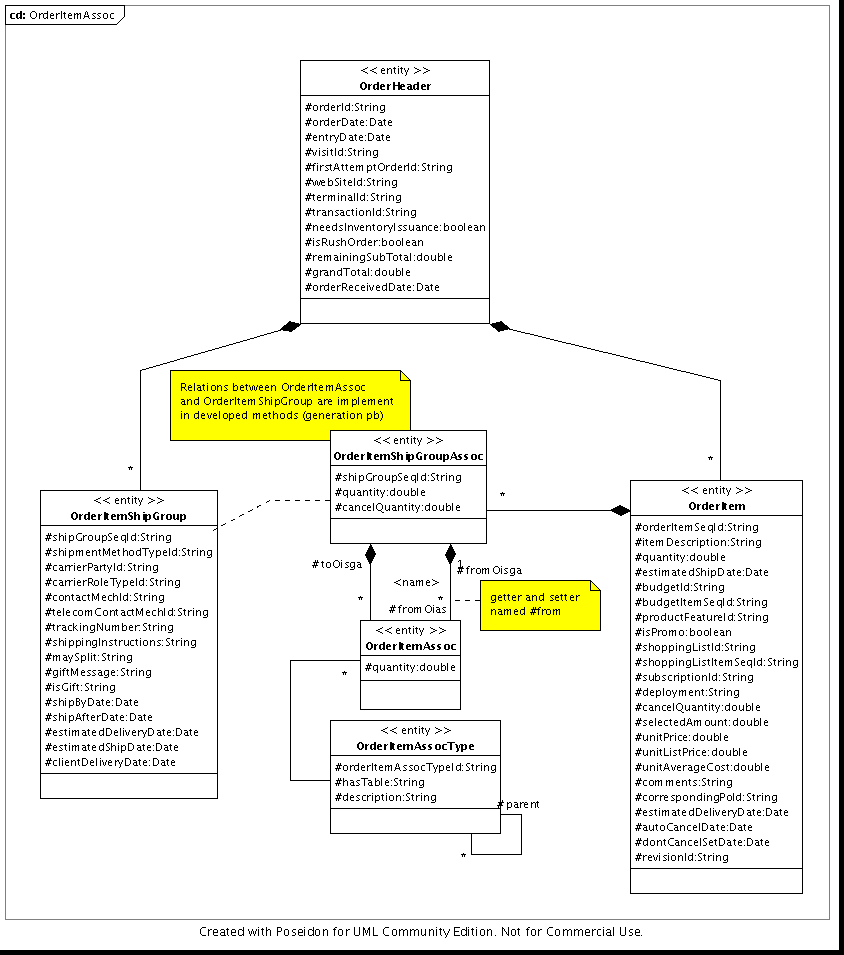 cd: OrderItemAssoc
<< entity >>
OrderHeader
#orderId:String
#orderDate:Date
#entryDate:Date
#visitId:String
#firstAttemptOrderId:String
#webSiteId:String
#terminalId:String
#transactionId:String
#needsInventoryIssuance:boolean
#isRushOrder:boolean
#remainingSubTotal:double
#grandTotal:double
#orderReceivedDate:Date
Relations between OrderItemAssoc
and OrderItemShipGroup are implement
in developed methods (generation pb)
*
*
<< entity >>
OrderItemShipGroupAssoc
#shipGroupSeqId:String
#quantity:double
#cancelQuantity:double
*
<< entity >>
OrderItemShipGroup
#shipGroupSeqId:String
#shipmentMethodTypeId:String
#carrierPartyId:String
#carrierRoleTypeId:String
#contactMechId:String
#telecomContactMechId:String
#trackingNumber:String
#shippingInstructions:String
#maySplit:String
#giftMessage:String
#isGift:String
#shipByDate:Date
#shipAfterDate:Date
#estimatedDeliveryDate:Date
#estimatedShipDate:Date
#clientDeliveryDate:Date
#toOisga
1
#fromOisga
<name>
*
*
#fromOias
getter and setter
named #from
<< entity >>
OrderItemAssoc
#quantity:double
*
<< entity >>
OrderItemAssocType
#orderItemAssocTypeId:String
#hasTable:String
#description:String
#parent
*
<< entity >>
OrderItem
#orderItemSeqId:String
#itemDescription:String
#quantity:double
#estimatedShipDate:Date
#budgetId:String
#budgetItemSeqId:String
#productFeatureId:String
#isPromo:boolean
#shoppingListId:String
#shoppingListItemSeqId:String
#subscriptionId:String
#deployment:String
#cancelQuantity:double
#selectedAmount:double
#unitPrice:double
#unitListPrice:double
#unitAverageCost:double
#comments:String
#correspondingPoId:String
#estimatedDeliveryDate:Date
#autoCancelDate:Date
#dontCancelSetDate:Date
#revisionId:String
Created with Poseidon for UML Community Edition. Not for Commercial Use.